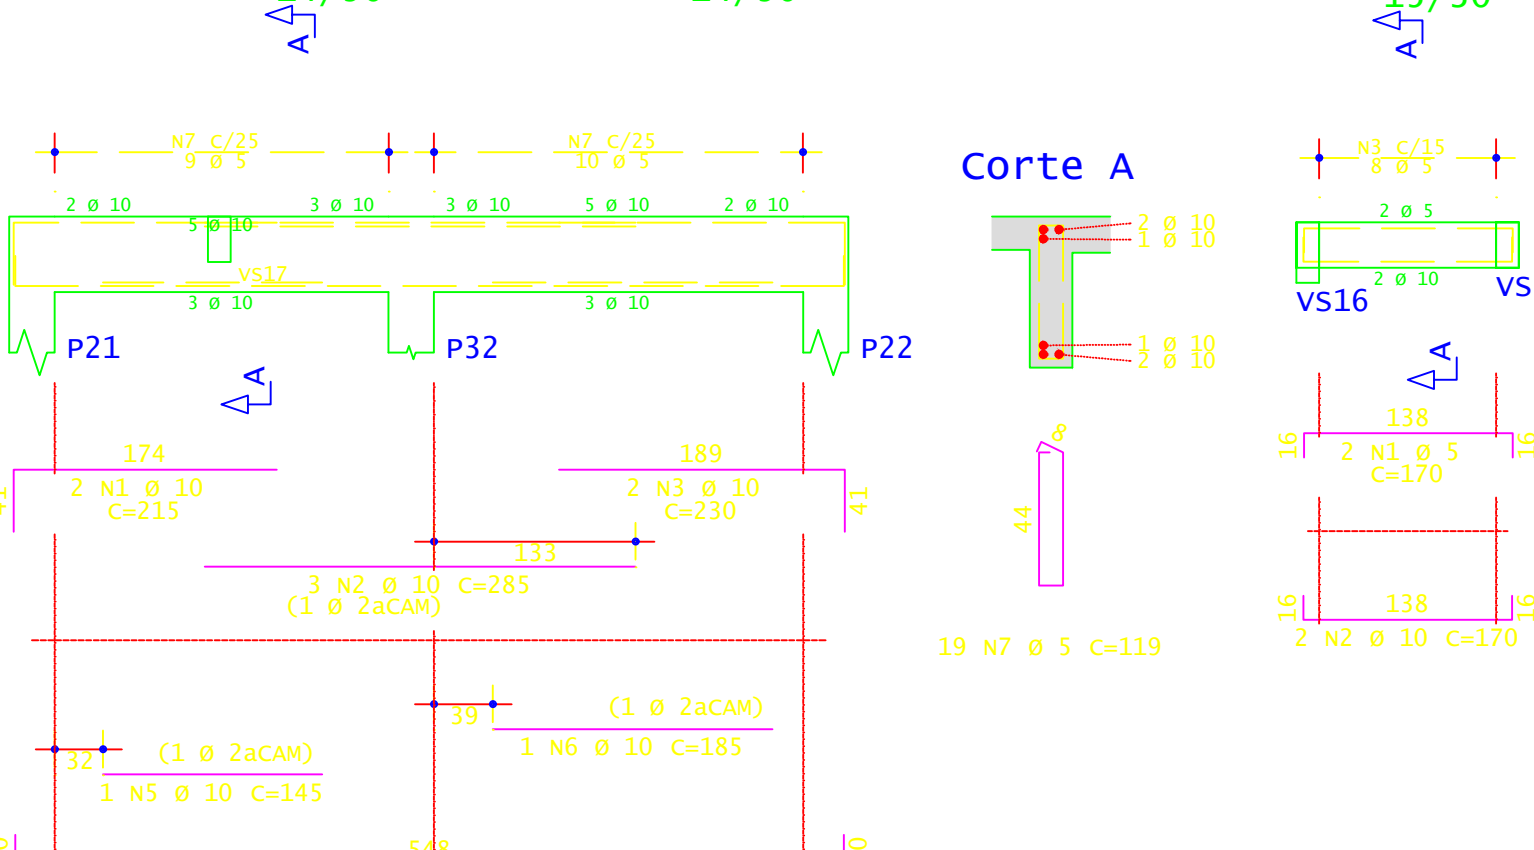 A
A
N7 C/25
9 Ø 5
N7 C/25
10 Ø 5
N3 C/15
8 Ø 5
Corte A
2 Ø 10
5 Ø 10
3 Ø 10
3 Ø 10
5 Ø 10
2 Ø 10
2 Ø 10
1 Ø 10
2 Ø 5
VS17
3 Ø 10
3 Ø 10
2 Ø 10
VS16
VS
P21
P32
P22
1 Ø 10
2 Ø 10
A
A
174
2 N1 Ø 10
C=215
189
2 N3 Ø 10
C=230
41
8
44
138
16
16
2 N1 Ø 5
C=170
133
3 N2 Ø 10 C=285
(1 Ø 2aCAM)
19 N7 Ø 5 C=119
138
16
16
2 N2 Ø 10 C=170
39
(1 Ø 2aCAM)
1 N6 Ø 10 C=185
32
(1 Ø 2aCAM)
1 N5 Ø 10 C=145
548